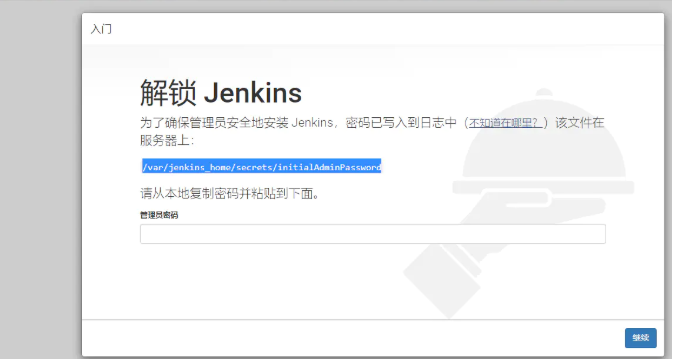 入门
解锁 Jenkins
为了确保管理员安全地安装 Jenkins，密码已写入到日志中（不知道在哪里？）该文件在
服务器上：
/var/jenkins_home/secrets/initialAdminPassword
请从本地复制密码并粘贴到下面。
管理员密码
继续